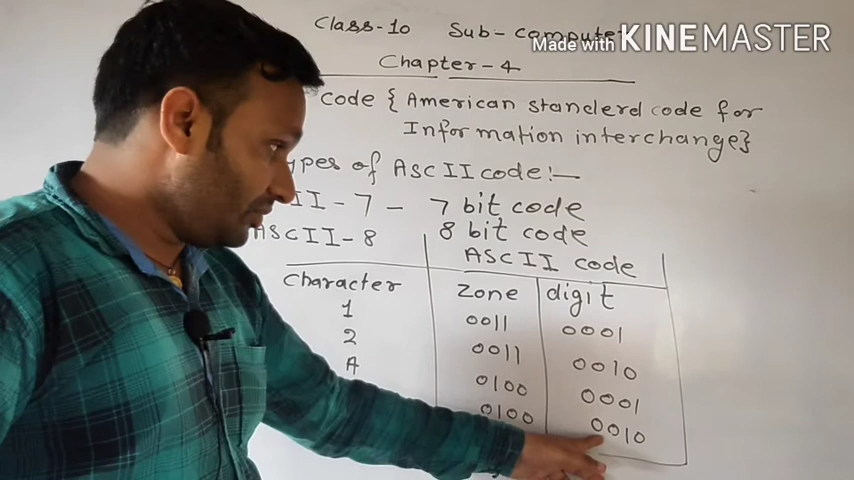 Class-10 Sub-computer
Made with KINEMASTER
Chapter-4
Code {American standerd code for
Information interchange}
ypes of ASCII code:-
II-7- 7 bit code
ASCII-8 8 bit code
ASCII code
Character Zone digit
1 0011 0001
2 0011 0010
A 0100 0001
0100 0010